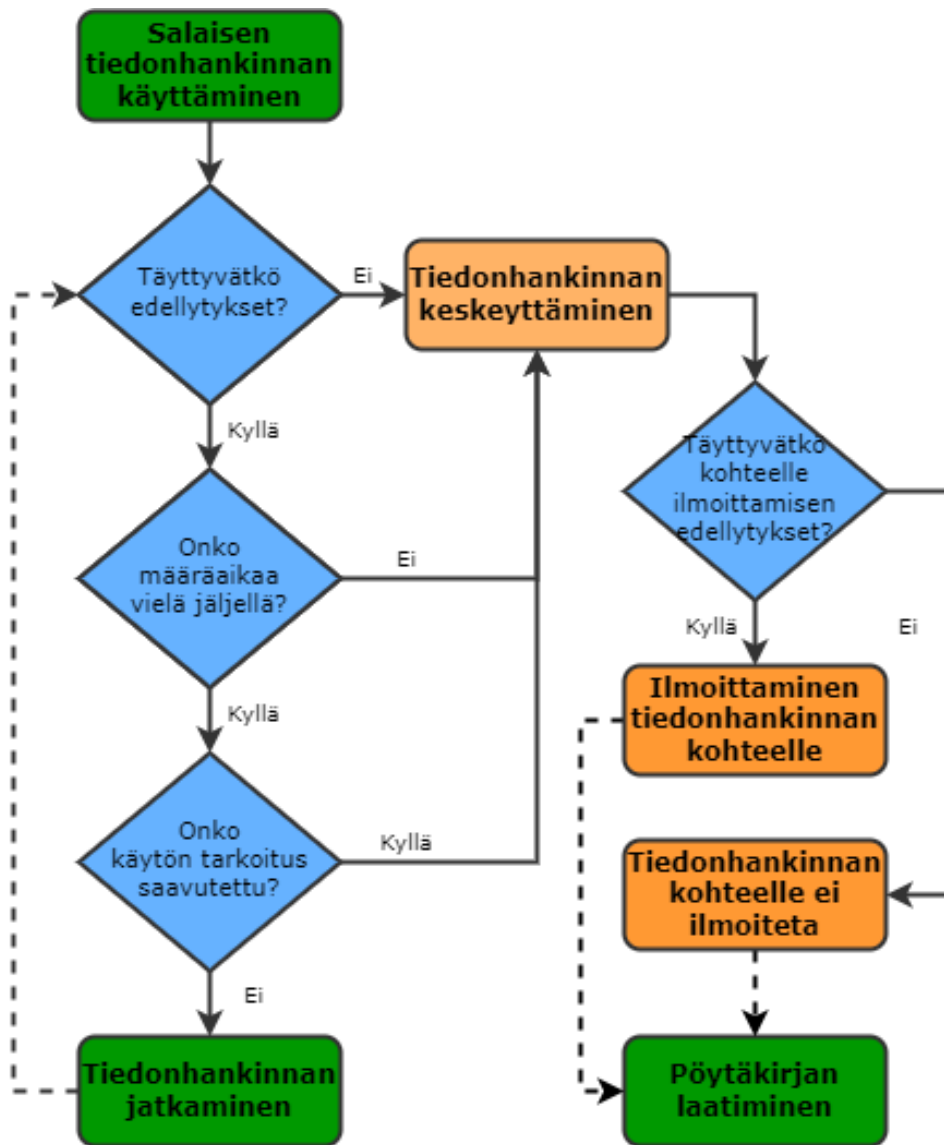 Salaisen
tiedonhankinnan
käyttäminen
Täyttyvätkö
edellytykset?
Ei
Tiedonhankinnan
keskeyttäminen
Kyllä
Täyttyvätkö
kohteelle
ilmoittamisen
edellytykset?
Onko
määräaikaa
vielä jäljellä?
Ei
Kyllä
Ei
Ilmoittaminen
tiedonhankinnan
kohteelle
Kyllä
Onko
käytön tarkoitus
saavutettu?
Kyllä
Tiedonhankinnan
kohteelle ei
ilmoiteta
Ei
Tiedonhankinnan
jatkaminen
Pöytäkirjan
laatiminen